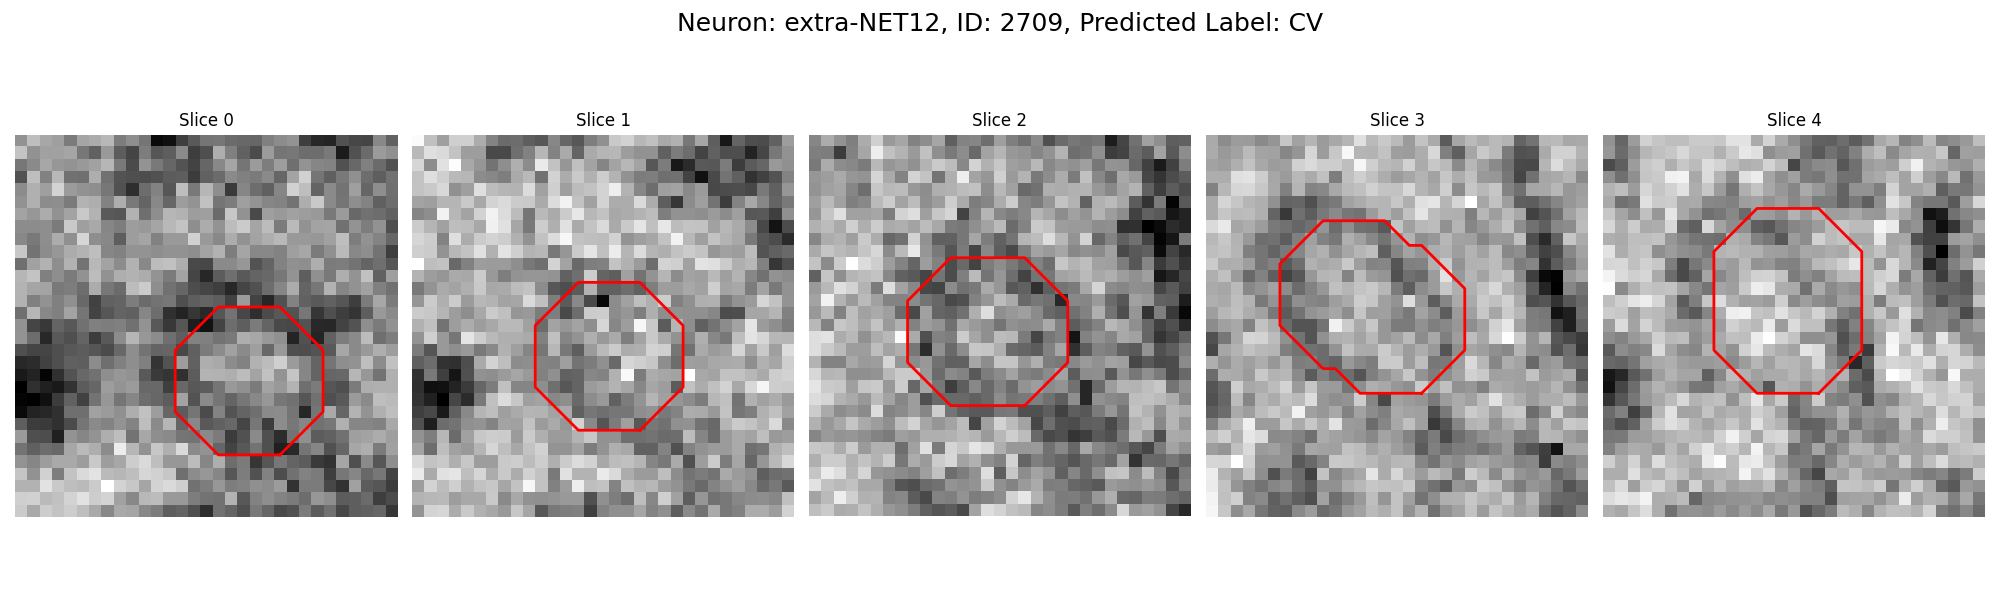 Neuron: extra-NET12, ID: 2709, Predicted Label: CV
Slice 0
Slice 1
Slice 2
Slice 3
Slice 4